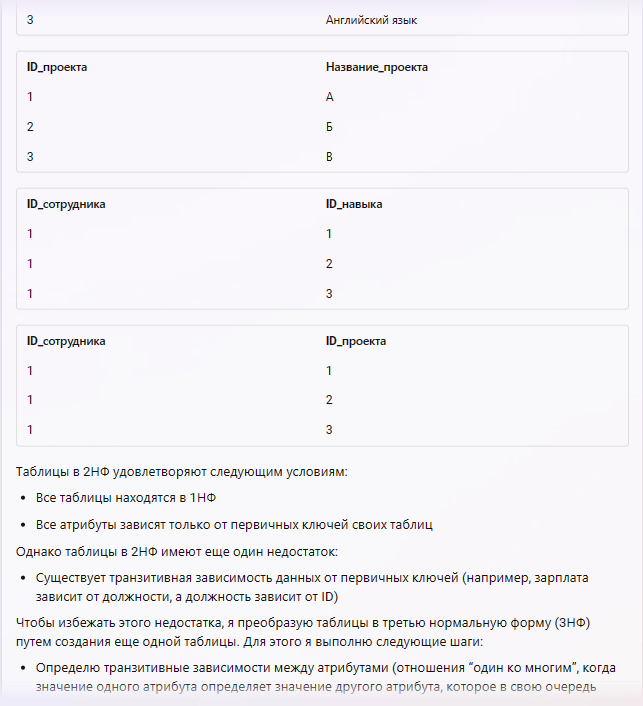 3 Английский язык
ID_проекта Название_проекта
1 А
2 Б
3 В
ID_сотрудника ID_навыка
1 1
1 2
1 3
ID_сотрудника ID_проекта
1 1
1 2
1 3
Таблицы в 2НФ удовлетворяют следующим условиям:
• Все таблицы находятся в 1НФ
• Все атрибуты зависят только от первичных ключей своих таблиц
Однако таблицы в 2НФ имеют еще один недостаток:
• Существует транзитивная зависимость данных от первичных ключей (например, зарплата
зависит от должности, а должность зависит от ID)
Чтобы избежать этого недостатка, я преобразую таблицы в третью нормальную форму (3НФ)
путем создания еще одной таблицы. Для этого я выполню следующие шаги:
• Определю транзитивные зависимости между атрибутами (отношения “один ко многим”, когда
значение одного атрибута определяет значение другого атрибута, которое в свою очередь